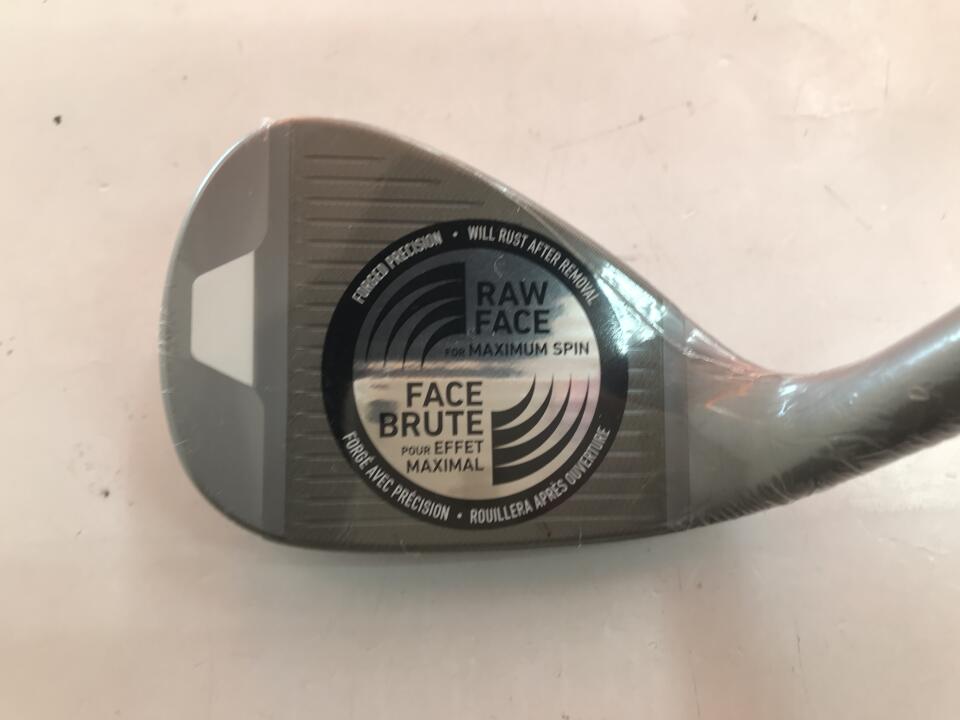 FORGED PRECISION • WILL RUST AFTER REMOVAL
RAW
FACE
FOR MAXIMUM SPIN
FACE
BRUTE
POUR EFFET
MAXIMAL
FORGÉ AVEC PRÉCISION • ROUILLERA APRÈS OUVERTURE